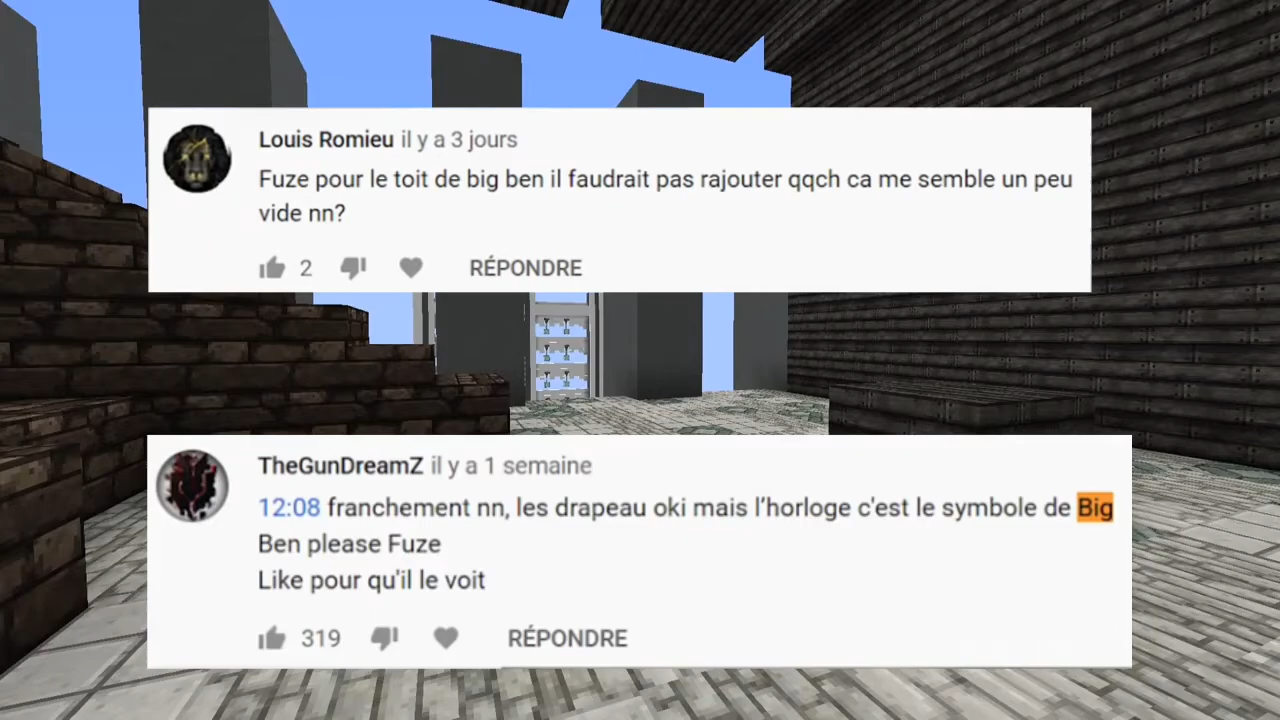 Louis Romieu il y a 3 jours
Fuze pour le toit de big ben il faudrait pas rajouter qqch ca me semble un peu
vide nn?
2 RÉPONDRE
TheGunDreamZ il y a 1 semaine
12:08 franchement nn, les drapeau oki mais l'horloge c'est le symbole de Big
Ben please Fuze
Like pour qu'il le voit
319 RÉPONDRE